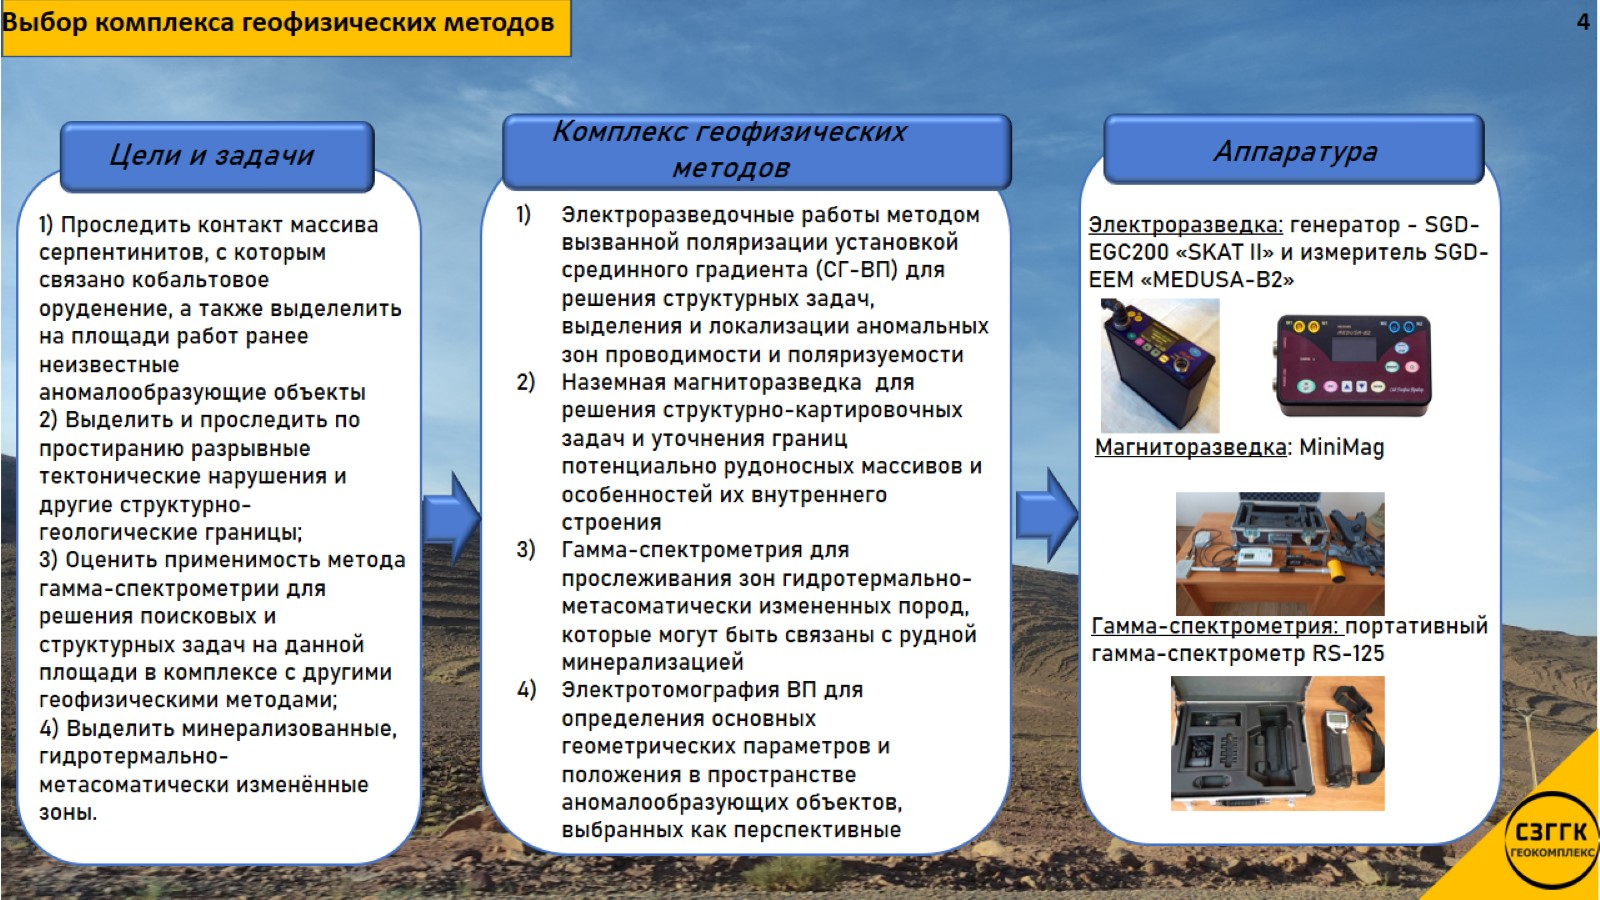 Выбор комплекса геофизических методов
4
Цели и задачи
1) Проследить контакт массива
серпентинитов, с которым
связано кобальтовое
оруденение, а также выделелить
на площади работ ранее
неизвестные
аномалообразующие объекты
2) Выделить и проследить по
простиранию разрывные
тектонические нарушения и
другие структурно-
геологические границы;
3) Оценить применимость метода
гамма-спектрометрии для
решения поисковых и
структурных задач на данной
площади в комплексе с другими
геофизическими методами;
4) Выделить минерализованные,
гидротермально-
метасоматически изменённые
зоны.
Комплекс геофизических
методов
1) Электроразведочные работы методом
вызванной поляризации установкой
срединного градиента (СГ-ВП) для
решения структурных задач,
выделения и локализации аномальных
зон проводимости и поляризуемости
2) Наземная магниторазведка для
решения структурно-картировочных
задач и уточнения границ
потенциально рудоносных массивов и
особенностей их внутреннего
строения
3) Гамма-спектрометрия для
прослеживания зон гидротермально-
метасоматически измененных пород,
которые могут быть связаны с рудной
минерализацией
4) Электротомография ВП для
определения основных
геометрических параметров и
положения в пространстве
аномалообразующих объектов,
выбранных как перспективные
Аппаратура
Электроразведка: генератор - SGD-
EGC200 «SKAT II» и измеритель SGD-
EEM «MEDUSA-B2»
MEDUSA-B2
Магниторазведка: MiniMag
Гамма-спектрометрия: портативный
гамма-спектрометр RS-125
СЗГГК
ГЕОКОМПЛЕКС